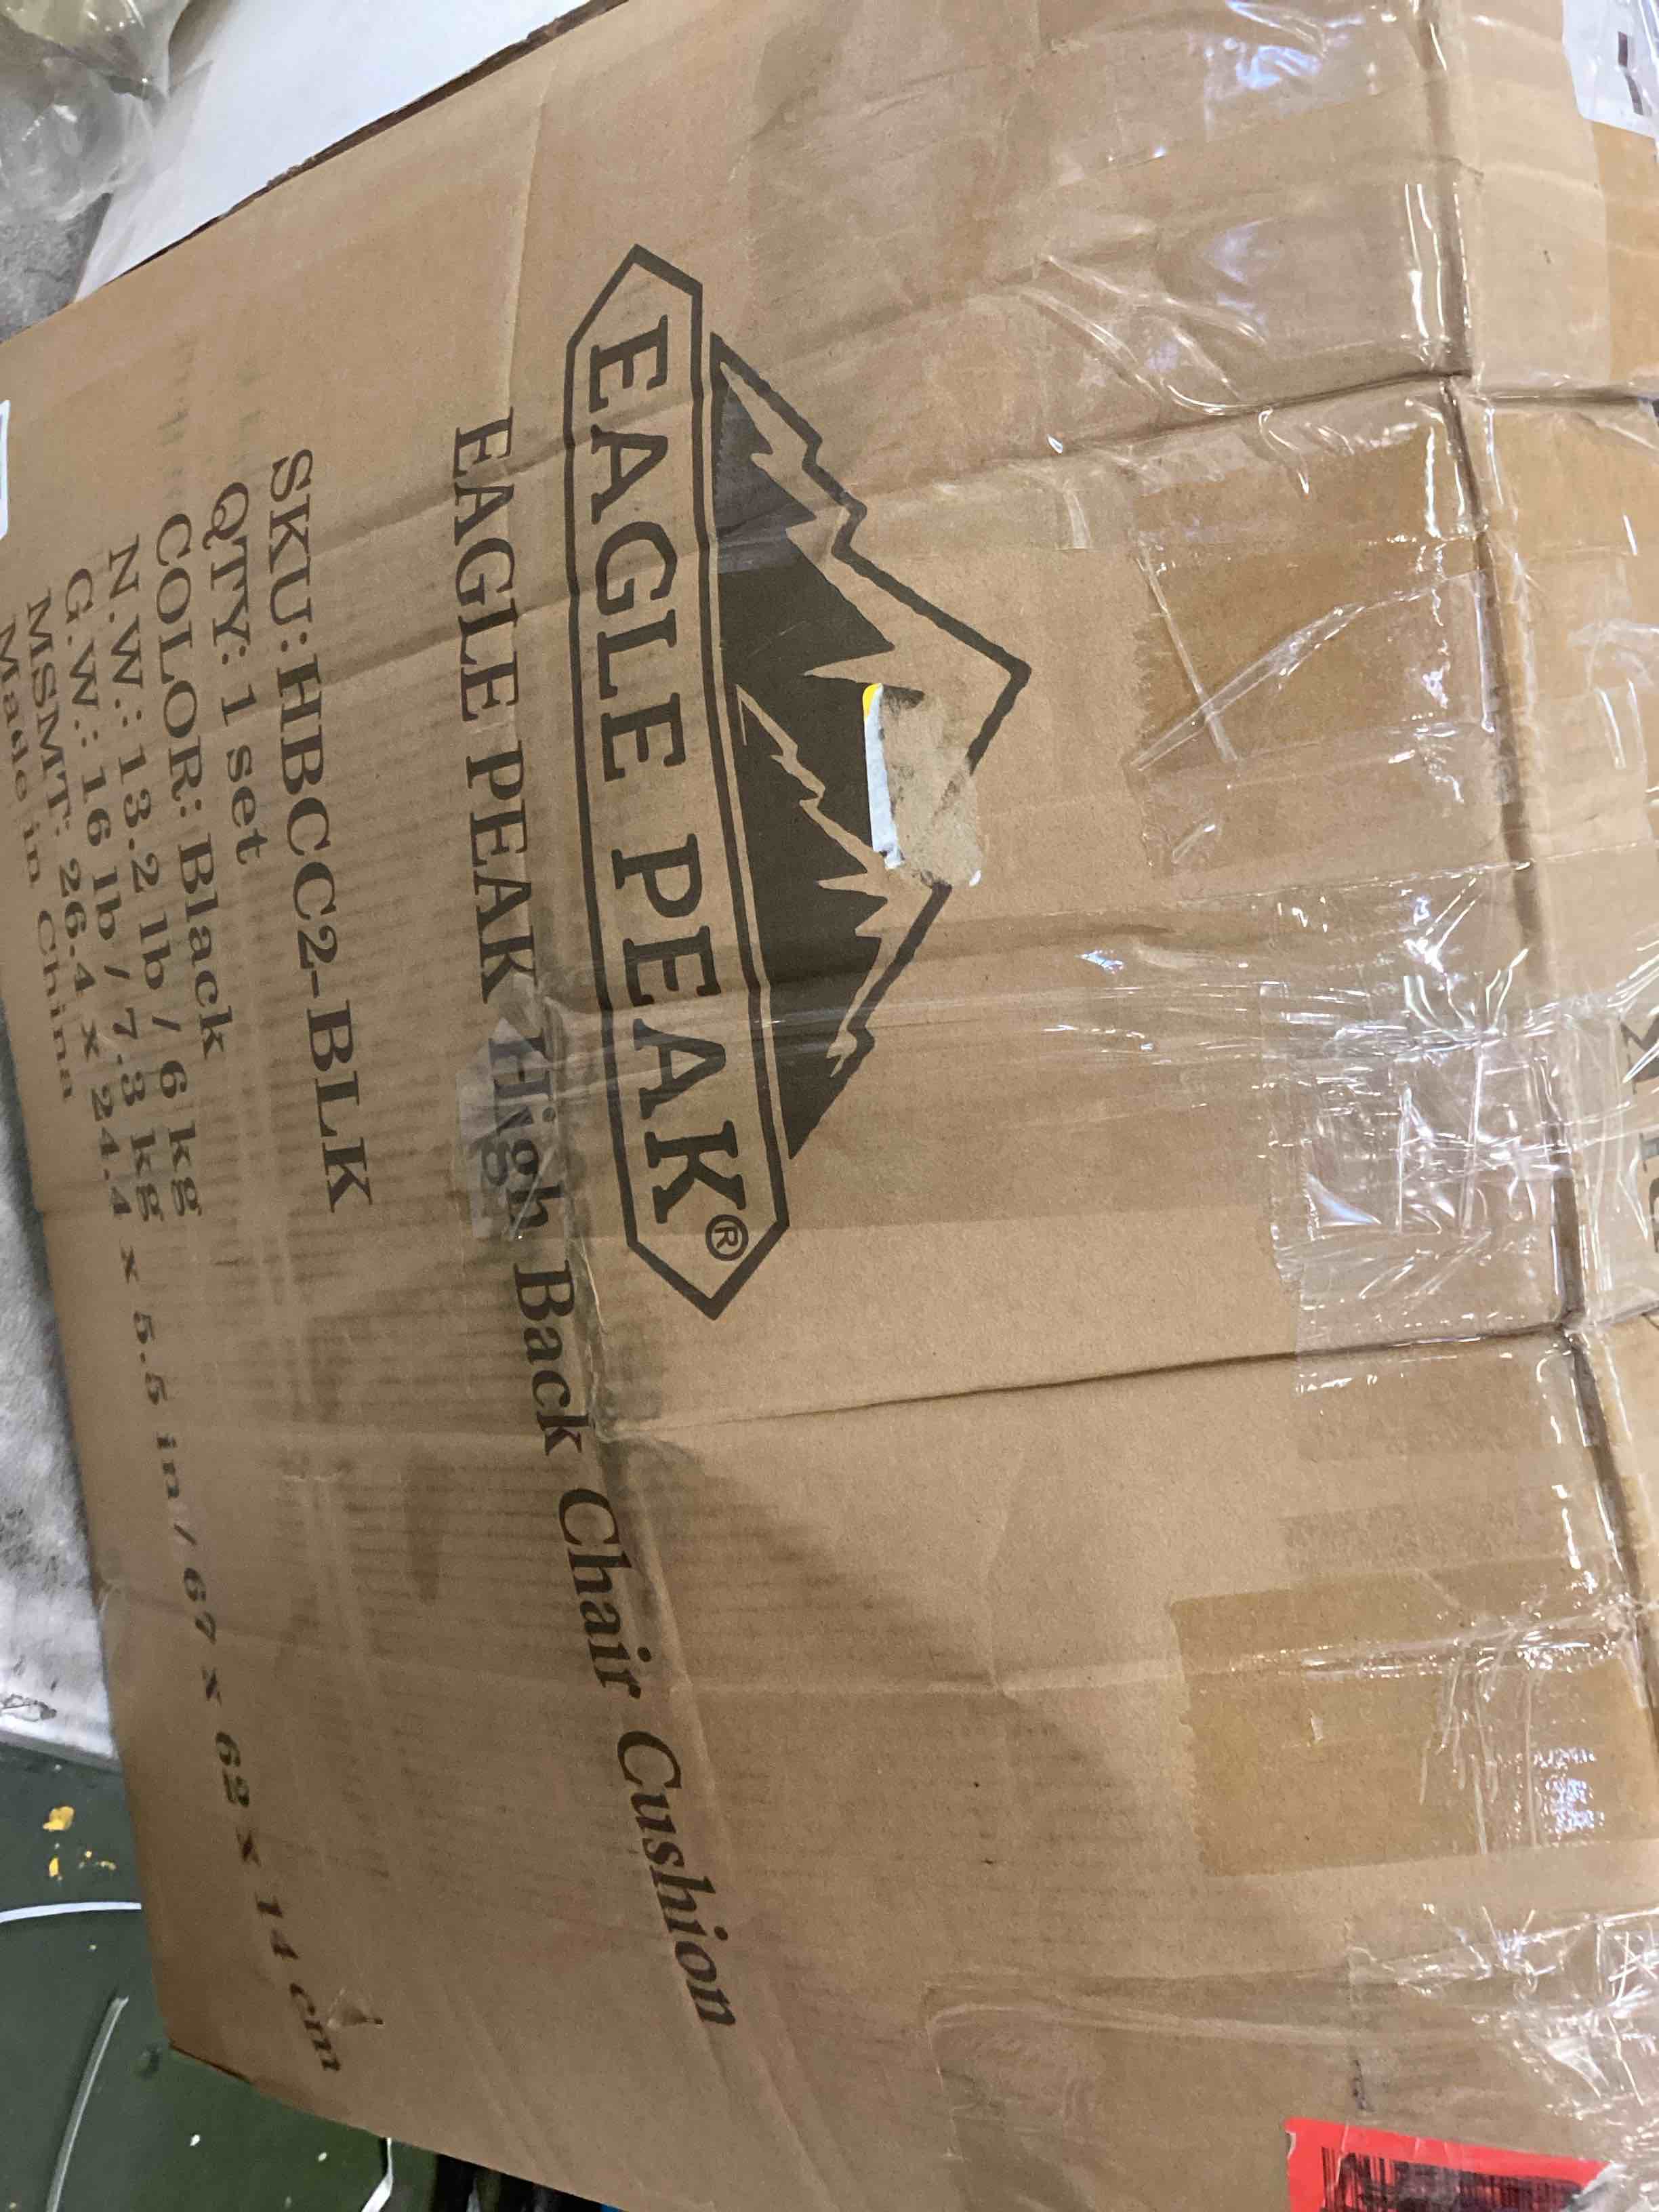 EAGLE PEAK®
EAGLE PEAK High Back Chair Cushion
SKU:HBCC2-BLK
QTY: 1 set
COLOR: Black
N.W.: 13.2 lb / 6 kg
G.W.: 16 lb / 7.3 kg
MSMT: 26.4 x 24.4 x 5.5 in / 67 x 62 x 14 cm
Made in China